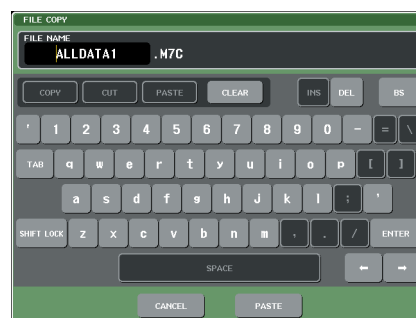 FILE COPY
FILE NAME
ALLDATA1 .M7C
COPY CUT PASTE CLEAR INS DEL BS
' 1 2 3 4 5 6 7 8 9 0 - = \
TAB q w e r t y u i o p [ ]
a s d f g h j k l ; '
SHIFT LOCK z x c v b n m , . / ENTER
SPACE ← →
CANCEL PASTE